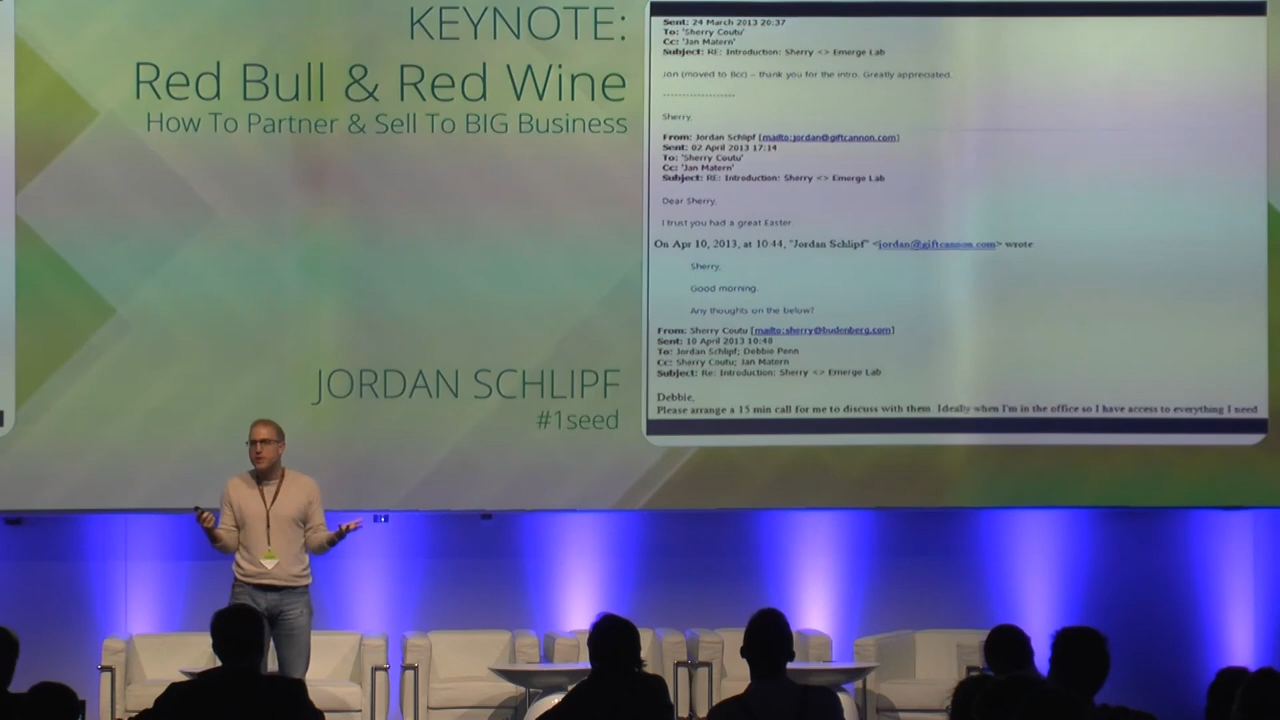 KEYNOTE:
Red Bull & Red Wine
How To Partner & Sell To BIG Business
JORDAN SCHLIPF
#1seed
Sent: 24 March 2013 20:37
To: 'Sherry Coutu'
Cc: 'Jan Matern'
Subject: RE: Introduction: Sherry <> Emerge Lab
Jon (moved to Bcc) – thank you for the intro. Greatly appreciated.
-------------------
Sherry,
From: Jordan Schlipf [mailto:jordan@giftcannon.com]
Sent: 02 April 2013 17:14
To: 'Sherry Coutu'
Cc: 'Jan Matern'
Subject: RE: Introduction: Sherry <> Emerge Lab
Dear Sherry,
I trust you had a great Easter.
On Apr 10, 2013, at 10:44, "Jordan Schlipf" <jordan@giftcannon.com> wrote
Sherry,
Good morning.
Any thoughts on the below?
From: Sherry Coutu [mailto:sherry@budenberg.com]
Sent: 10 April 2013 10:48
To: Jordan Schlipf; Debbie Penn
Cc: Sherry Coutu; Jan Matern
Subject: Re: Introduction: Sherry <> Emerge Lab
Debbie,
Please arrange a 15 min call for me to discuss with them. Ideally when I'm in the office so I have access to everything I need